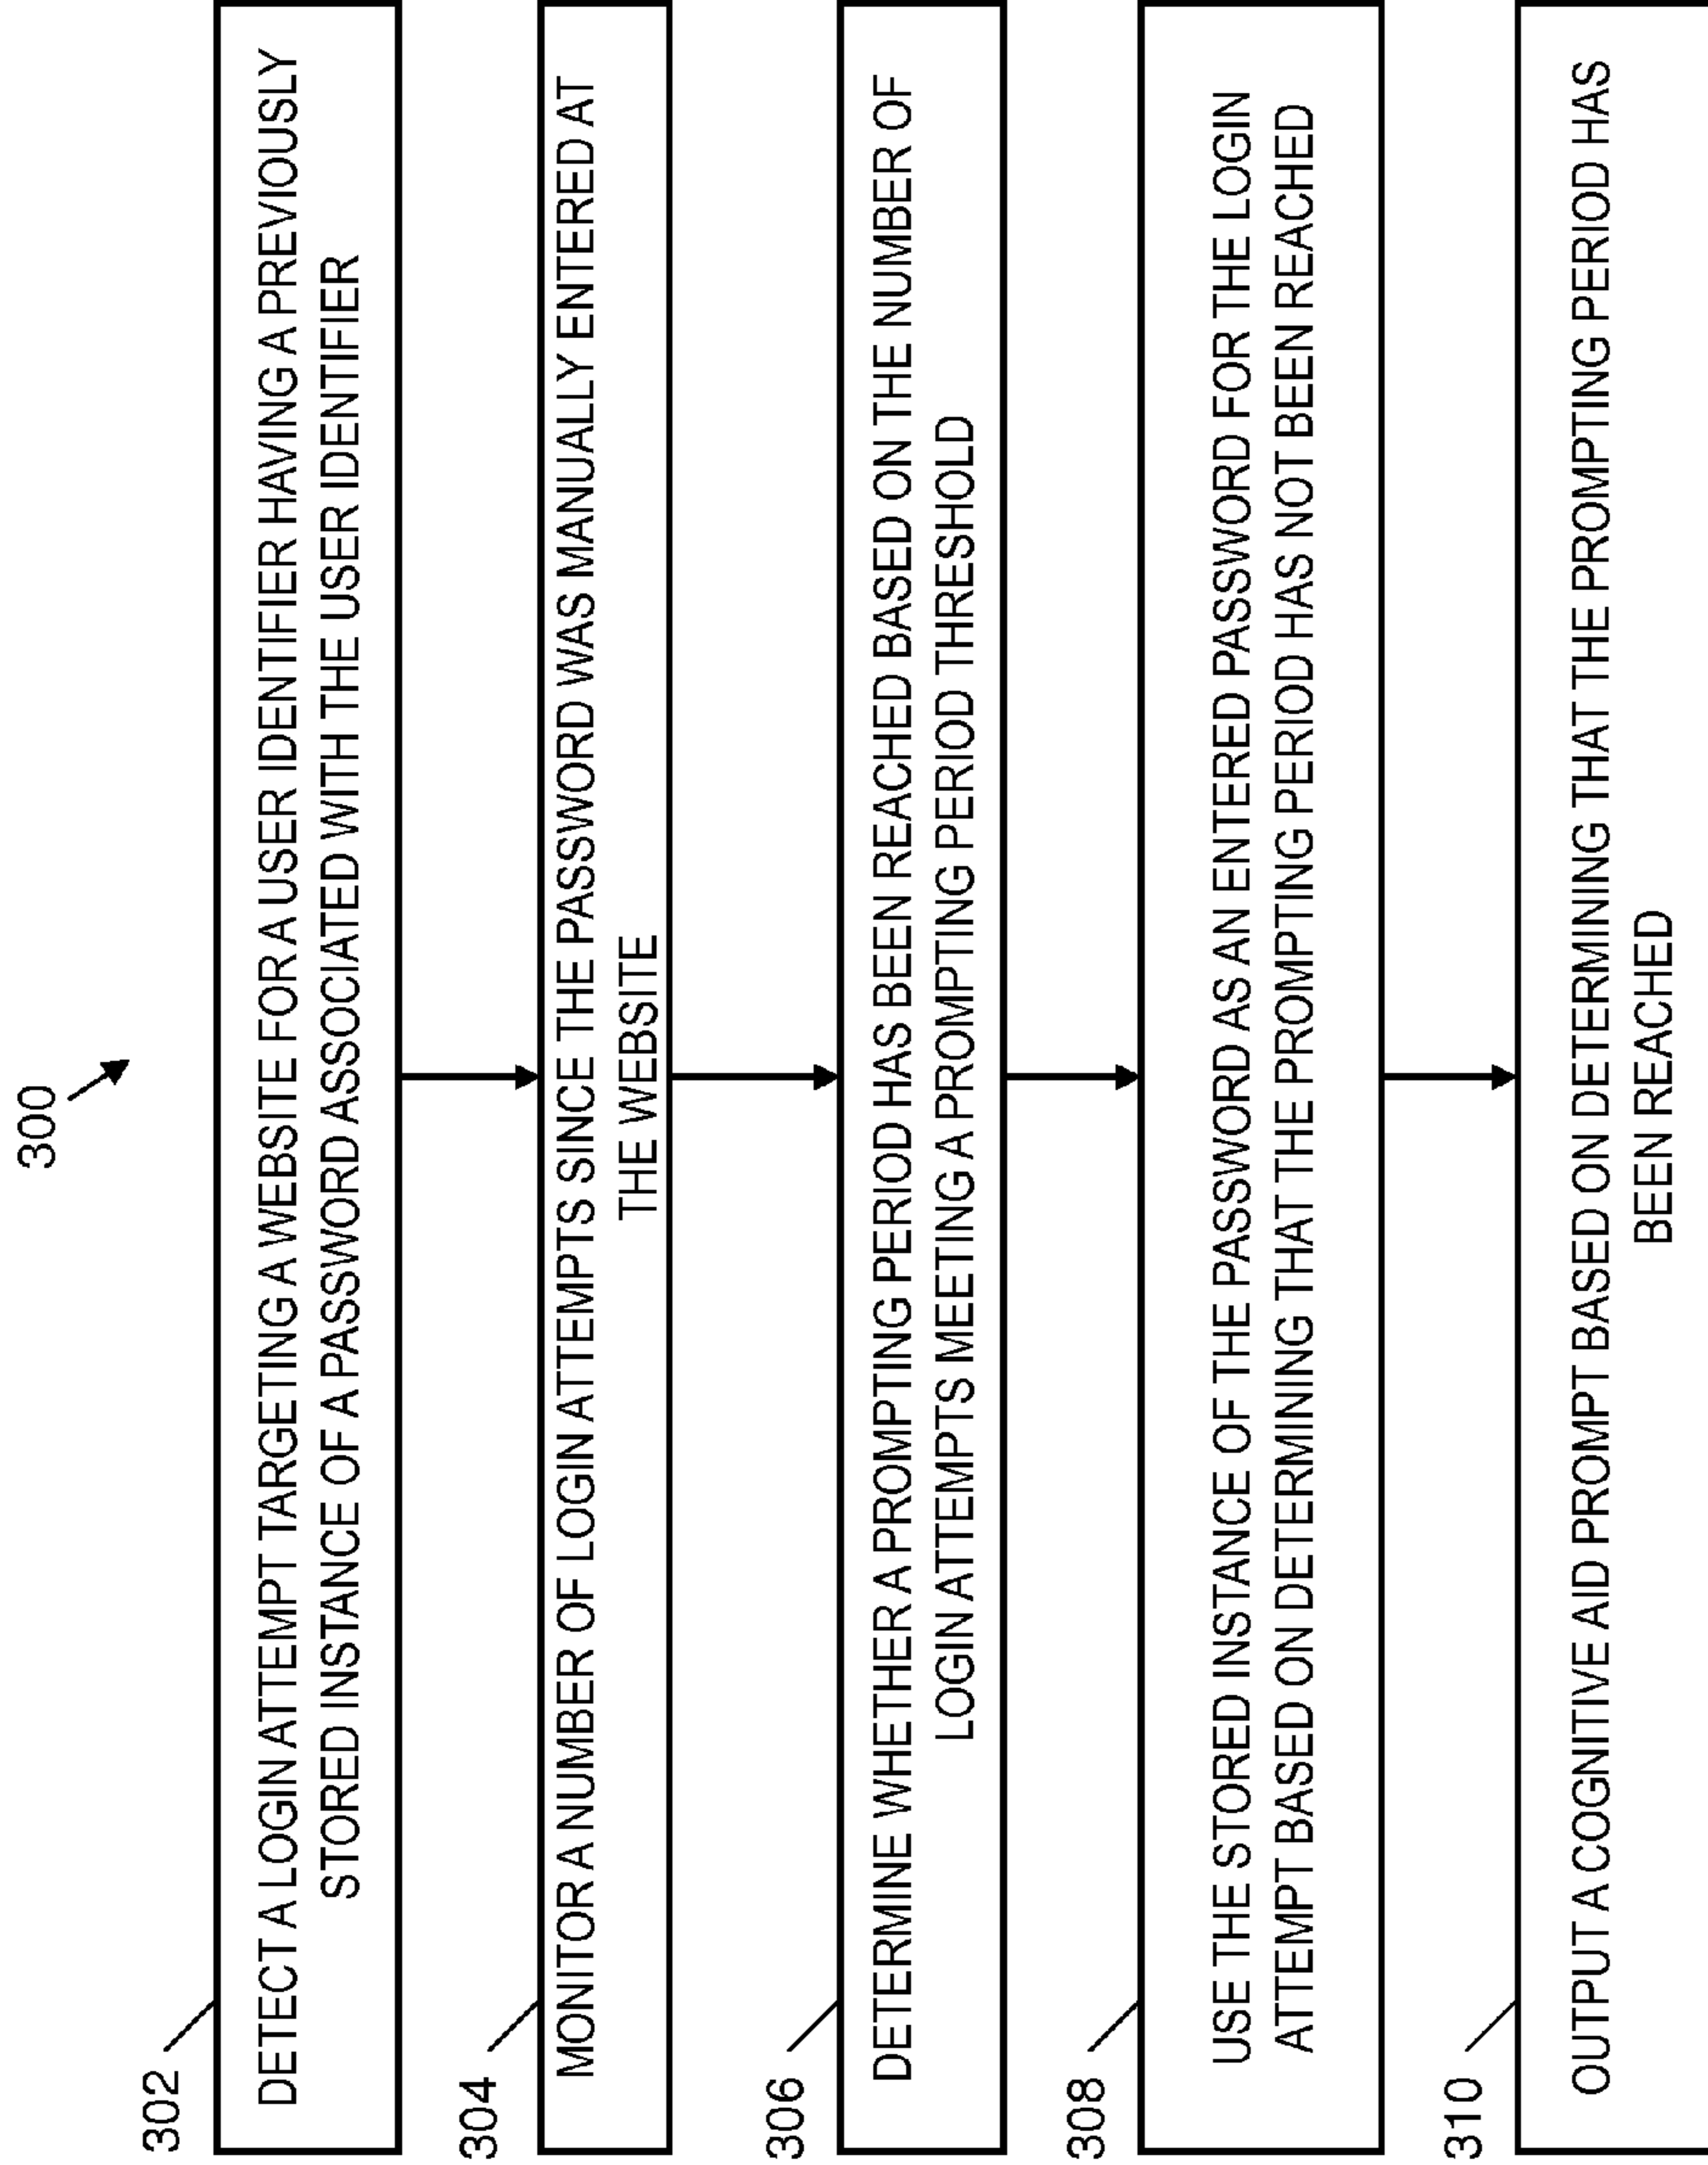 300
302
DETECT A LOGIN ATTEMPT TARGETING A WEBSITE FOR A USER IDENTIFIER HAVING A PREVIOUSLY
STORED INSTANCE OF A PASSWORD ASSOCIATED WITH THE USER IDENTIFIER
304
MONITOR A NUMBER OF LOGIN ATTEMPTS SINCE THE PASSWORD WAS MANUALLY ENTERED AT
THE WEBSITE
306
DETERMINE WHETHER A PROMPTING PERIOD HAS BEEN REACHED BASED ON THE NUMBER OF
LOGIN ATTEMPTS MEETING A PROMPTING PERIOD THRESHOLD
308
USE THE STORED INSTANCE OF THE PASSWORD AS AN ENTERED PASSWORD FOR THE LOGIN
ATTEMPT BASED ON DETERMINING THAT THE PROMPTING PERIOD HAS NOT BEEN REACHED
310
OUTPUT A COGNITIVE AID PROMPT BASED ON DETERMINING THAT THE PROMPTING PERIOD HAS
BEEN REACHED